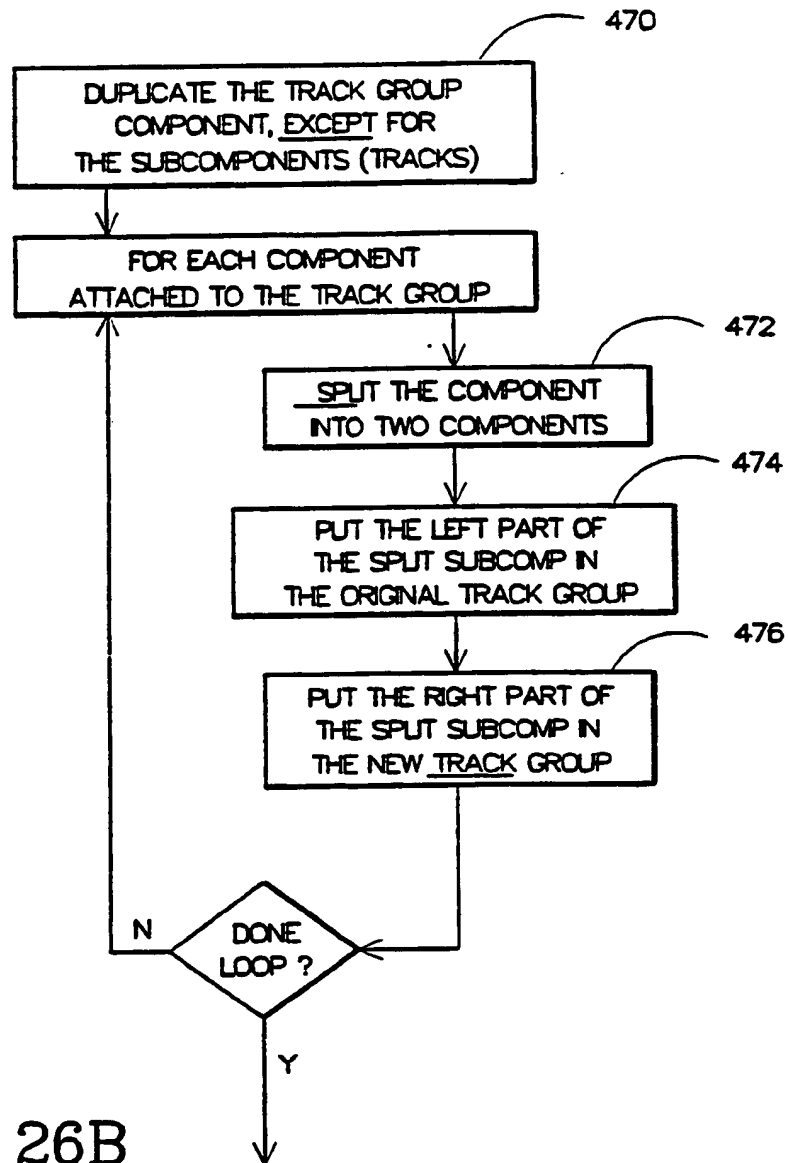 470
DUPLICATE THE TRACK GROUP
COMPONENT, EXCEPT FOR
THE SUBCOMPONENTS (TRACKS)
FOR EACH COMPONENT
ATTACHED TO THE TRACK GROUP
472
SPLIT THE COMPONENT
INTO TWO COMPONENTS
474
PUT THE LEFT PART OF
THE SPLIT SUBCOMP IN
THE ORIGINAL TRACK GROUP
476
PUT THE RIGHT PART OF
THE SPLIT SUBCOMP IN
THE NEW TRACK GROUP
N
DONE
LOOP ?
Y
26B